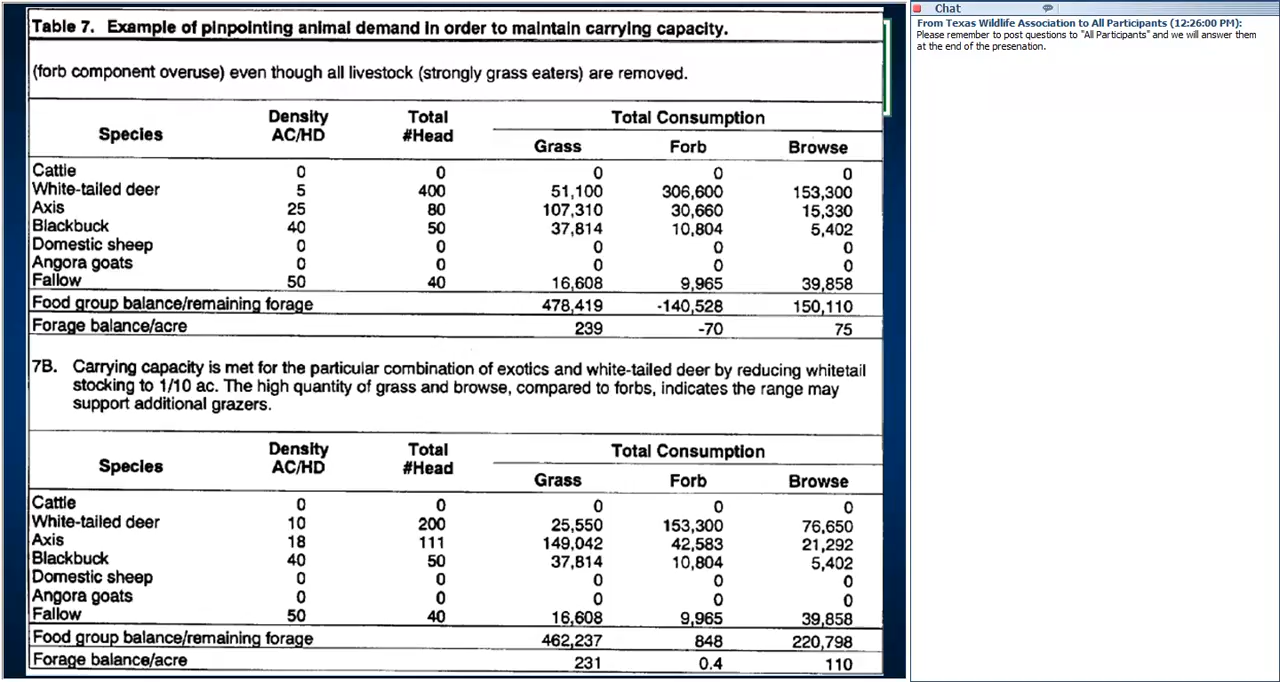 Table 7. Example of pinpointing animal demand in order to maintain carrying capacity.
(forb component overuse) even though all livestock (strongly grass eaters) are removed.
Species Density AC/HD Total #Head Total Consumption
Grass Forb Browse
Cattle 0 0 0 0 0
White-tailed deer 5 400 51,100 306,600 153,300
Axis 25 80 107,310 30,660 15,330
Blackbuck 40 50 37,814 10,804 5,402
Domestic sheep 0 0 0 0 0
Angora goats 0 0 0 0 0
Fallow 50 40 16,608 9,965 39,858
Food group balance/remaining forage 478,419 -140,528 150,110
Forage balance/acre 239 -70 75
7B. Carrying capacity is met for the particular combination of exotics and white-tailed deer by reducing whitetail
stocking to 1/10 ac. The high quantity of grass and browse, compared to forbs, indicates the range may
support additional grazers.
Species Density AC/HD Total #Head Total Consumption
Grass Forb Browse
Cattle 0 0 0 0 0
White-tailed deer 10 200 25,550 153,300 76,650
Axis 18 111 149,042 42,583 21,292
Blackbuck 40 50 37,814 10,804 5,402
Domestic sheep 0 0 0 0 0
Angora goats 0 0 0 0 0
Fallow 50 40 16,608 9,965 39,858
Food group balance/remaining forage 462,237 848 220,798
Forage balance/acre 231 0.4 110
Chat
From Texas Wildlife Association to All Participants (12:26:00 PM):
Please remember to post questions to "All Participants" and we will answer them
at the end of the presenation.